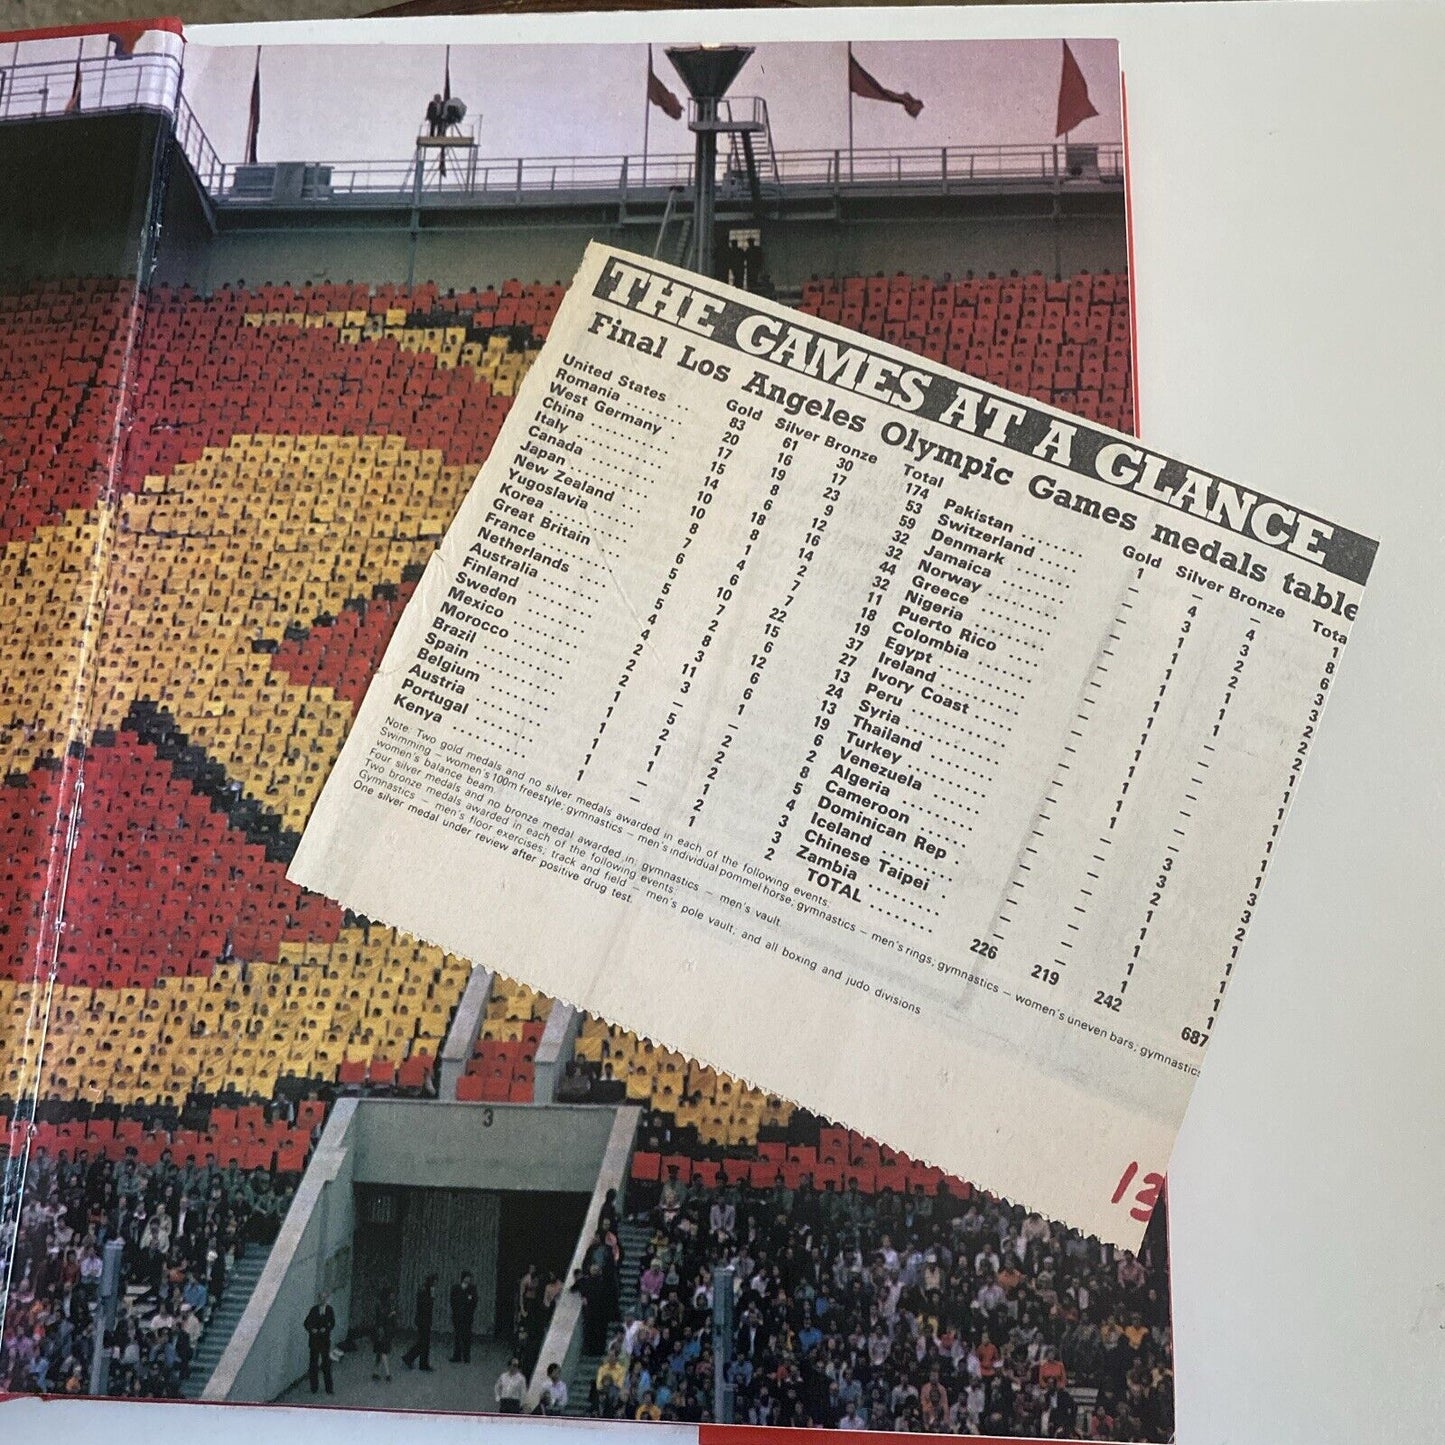 THE GAMES AT A GLANCE
Final Los Angeles Olympic Games medals table
Gold Silver Bronze Total
United States .. 83 61 30 174
Romania ........ 20 16 17 53
West Germany . 17 19 23 59
China ........... 15 8 9 32
Italy ............ 14 6 12 32
Canada .......... 10 18 16 44
Japan ........... 10 8 14 32
New Zealand .... 8 1 2 11
Yugoslavia ...... 7 4 7 18
Korea ........... 6 6 7 19
Great Britain .... 5 10 22 37
France .......... 5 7 15 27
Netherlands .... 5 2 6 13
Australia ........ 4 8 12 24
Finland .......... 4 3 6 13
Sweden ......... 2 11 6 19
Mexico .......... 2 3 1 6
Morocco ........ 2 – – 2
Brazil ........... 1 5 2 8
Spain ........... 1 2 2 5
Belgium ......... 1 1 2 4
Austria .......... 1 1 1 3
Portugal ........ 1 – 2 3
Kenya ........... 1 – 1 2
Gold Silver Bronze Tota
Pakistan ........ 1 – – 1
Switzerland ..... – 4 4 8
Denmark ........ – 3 3 6
Jamaica ......... – 1 2 3
Norway ......... – 1 2 3
Greece .......... – 1 1 2
Nigeria ......... – 1 1 2
Puerto Rico .... – 1 1 2
Colombia ....... – 1 – 1
Egypt ........... – 1 – 1
Ireland .......... – 1 – 1
Ivory Coast ..... – 1 – 1
Peru ............ – 1 – 1
Syria ............ – 1 – 1
Thailand ........ – 1 – 1
Turkey .......... – – 3 3
Venezuela ...... – – 3 3
Algeria .......... – – 2 2
Cameroon ...... – – 1 1
Dominican Rep . – – 1 1
Iceland .......... – – 1 1
Chinese Taipei . – – 1 1
Zambia ......... – – 1 1
TOTAL ........ 226 219 242 687
Note: Two gold medals and no silver medals awarded in each of the following events.
Swimming – women's 100m freestyle; gymnastics – men's individual pommel horse, gymnastics – men's rings, gymnastics – women's uneven bars, gymnastics
women's balance beam.
Four silver medals and no bronze medal awarded in: gymnastics – men's vault.
Two bronze medals awarded in each of the following events:
Gymnastics – men's floor exercises; track and field – men's pole vault, and all boxing and judo divisions
One silver medal under review after positive drug test.
13
3